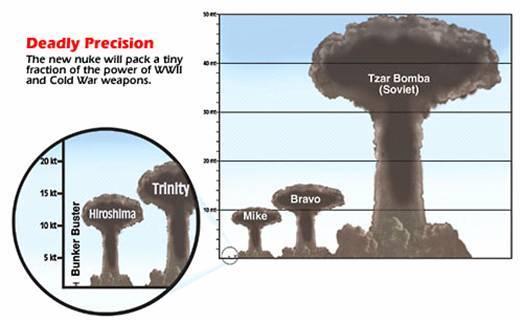 Deadly Precision
The new nuke will pack a tiny
fraction of the power of WWII
and Cold War weapons.
50 mt
40 mt
30 mt
20 mt
10 mt
Tzar Bomba
(Soviet)
Bravo
Mike
20 kt
15 kt
10 kt
5 kt
Trinity
Hiroshima
Bunker Buster